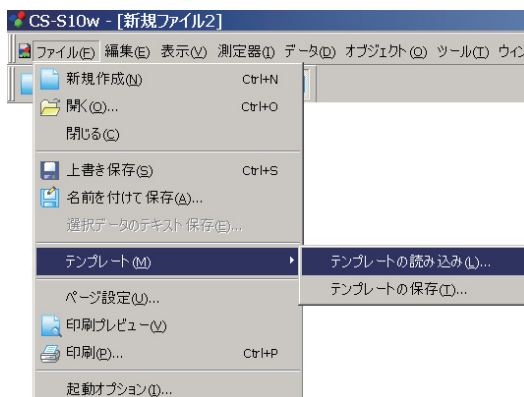 CS-S10w - [新規ファイル2]
ファイル(F) 編集(E) 表示(V) 測定器(I) データ(D) オブジェクト(O) ツール(T) ウィン
新規作成(N) Ctrl+N
開く(O)... Ctrl+O
閉じる(C)
上書き保存(S) Ctrl+S
名前を付けて保存(A)...
選択データのテキスト保存(E)...
テンプレート(M)
テンプレートの読み込み(L)...
テンプレートの保存(T)...
ページ設定(U)...
印刷プレビュー(V)
印刷(P)... Ctrl+P
起動オプション(I)...